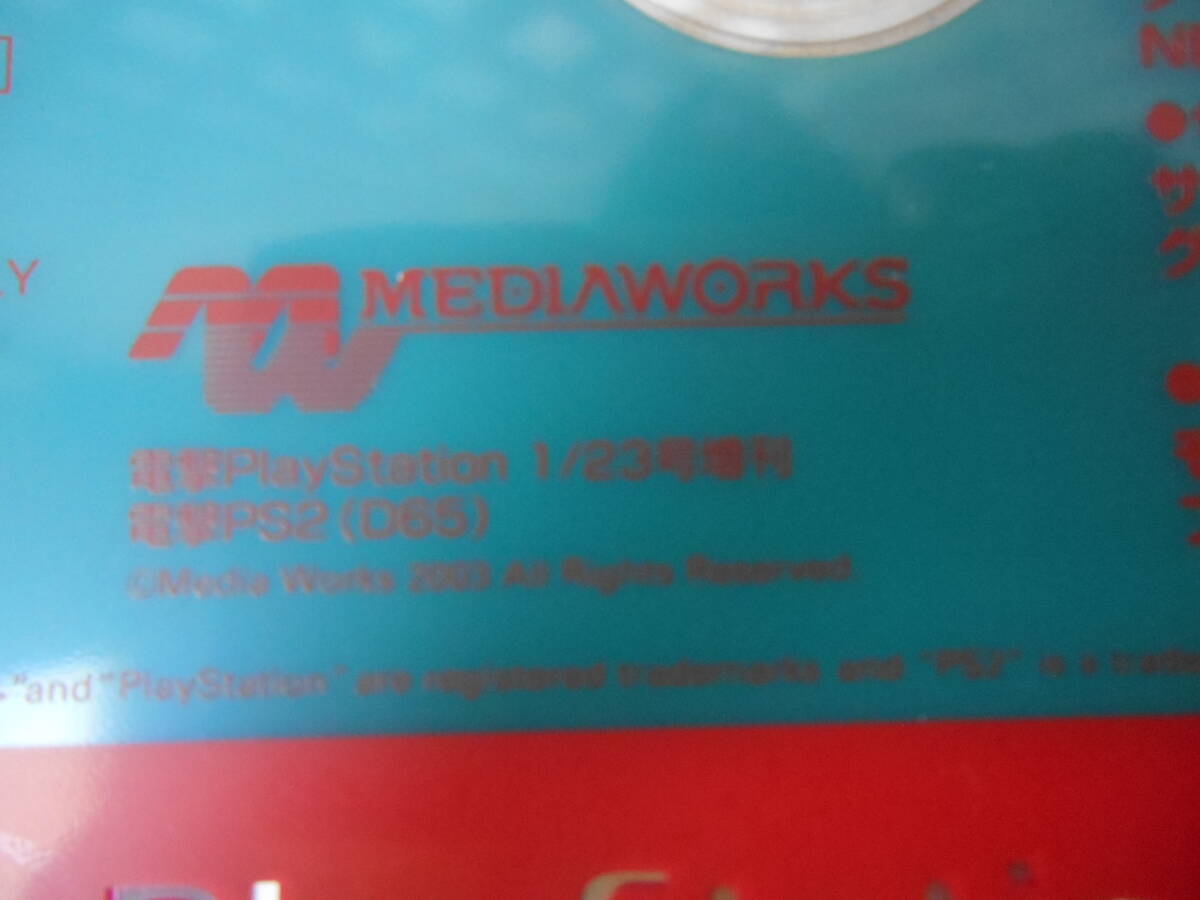 MEDIAWORKS
電撃PlayStation 1/23号増刊
電撃PS2(D65)
©Media Works 2003 All Rights Reserved.
"and "PlayStation" are registered trademarks and "PS2" is a